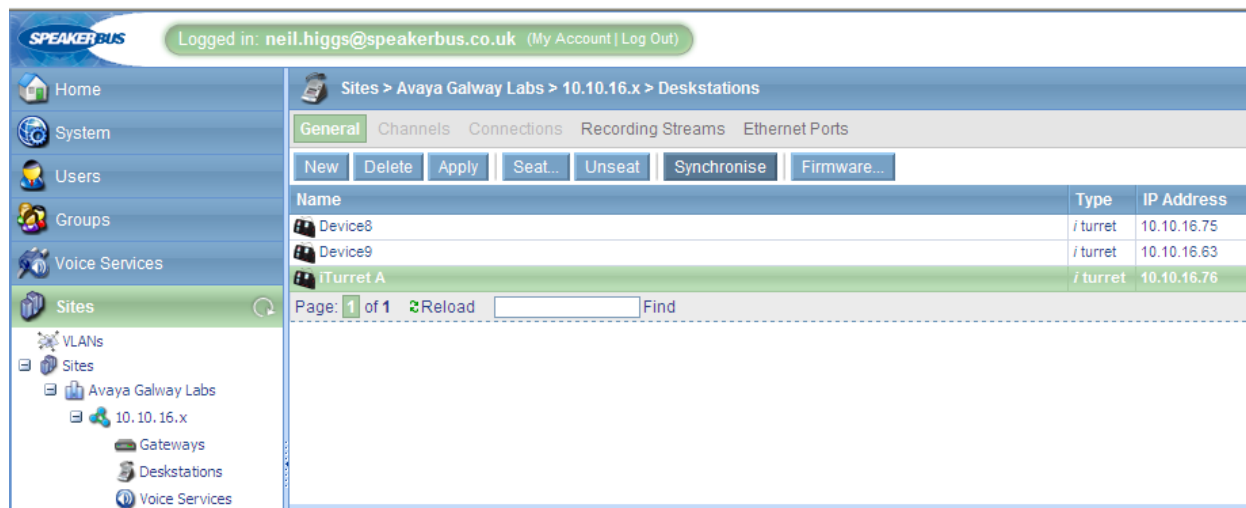 SPEAKERBUS
Logged in: neil.higgs@speakerbus.co.uk (My Account | Log Out)
Home
System
Users
Groups
Voice Services
Sites
VLANs
Sites
Avaya Galway Labs
10.10.16.x
Gateways
Deskstations
Voice Services
Sites > Avaya Galway Labs > 10.10.16.x > Deskstations
General Channels Connections Recording Streams Ethernet Ports
New Delete Apply Seat... Unseat Synchronise Firmware...
Name Type IP Address
Device8 i turret 10.10.16.75
Device9 i turret 10.10.16.63
iTurret A i turret 10.10.16.76
Page: 1 of 1 Reload Find